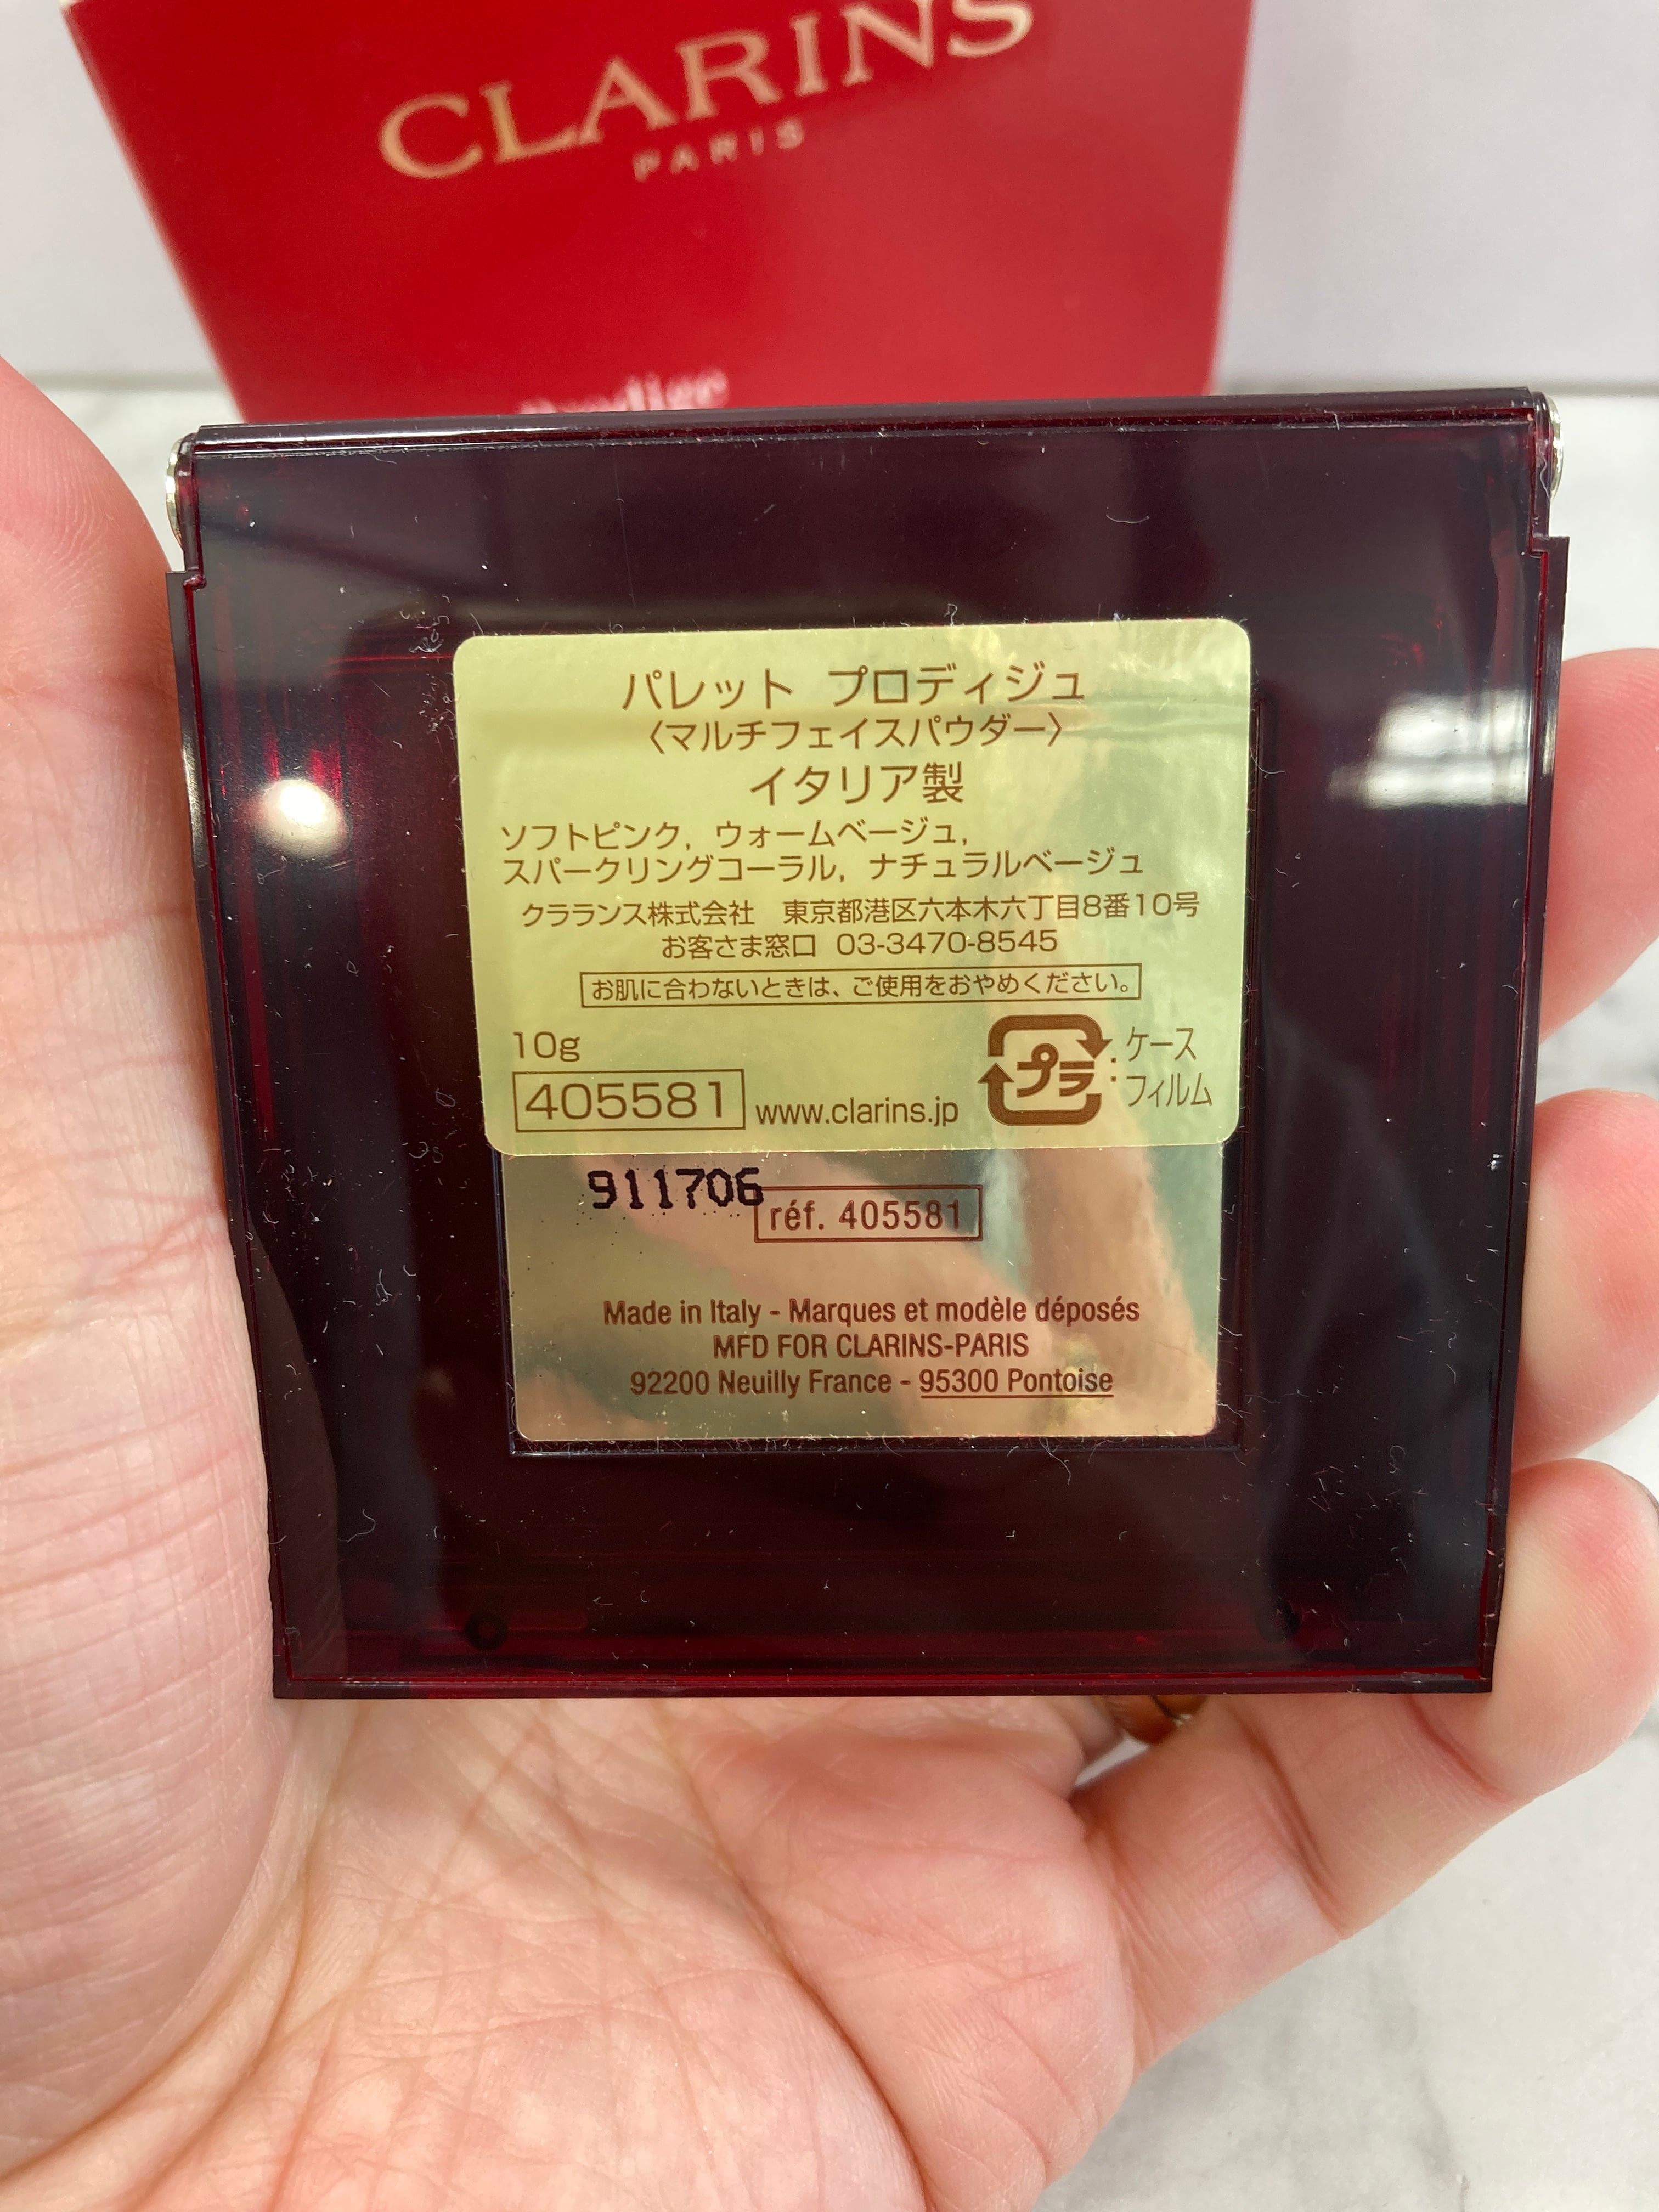 CLARINS
PARIS
Prodige
パレット プロディジュ
〈マルチフェイスパウダー〉
イタリア製
ソフトピンク, ウォームベージュ,
スパークリングコーラル, ナチュラルベージュ
クラランス株式会社 東京都港区六本木六丁目8番10号
お客さま窓口 03-3470-8545
お肌に合わないときは、ご使用をおやめください。
10g
405581 www.clarins.jp
プラ : ケース
フィルム
911706
réf. 405581
Made in Italy - Marques et modèle déposés
MFD FOR CLARINS-PARIS
92200 Neuilly France - 95300 Pontoise